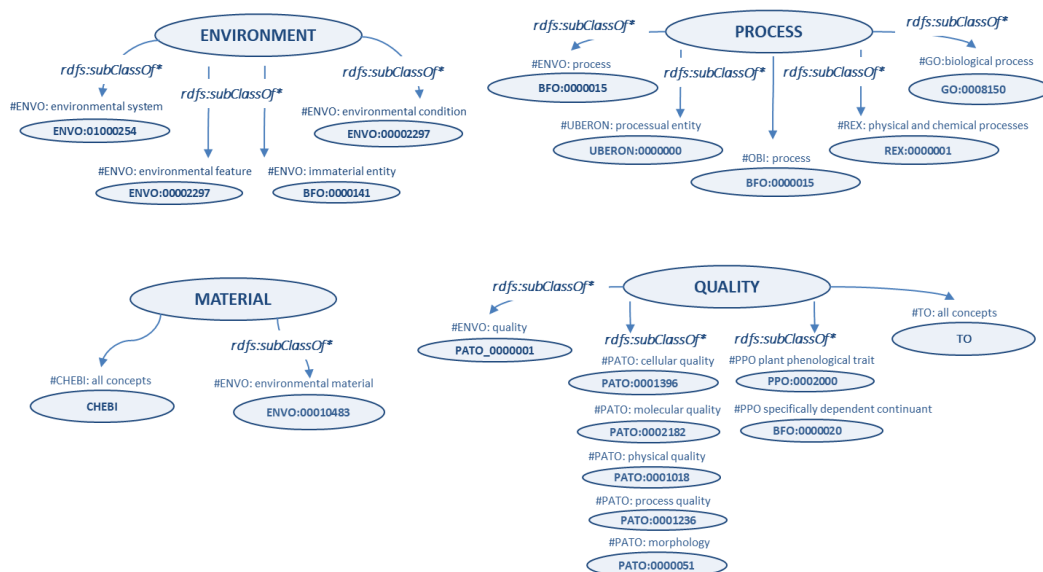 ENVIRONMENT
rdfs:subClassOf*
rdfs:subClassOf*
rdfs:subClassOf*
#ENVO: environmental system
ENVO:01000254
#ENVO: environmental condition
ENVO:00002297
#ENVO: environmental feature
ENVO:00002297
#ENVO: immaterial entity
BFO:0000141
PROCESS
rdfs:subClassOf*
rdfs:subClassOf*
rdfs:subClassOf*
rdfs:subClassOf*
#ENVO: process
BFO:0000015
#GO:biological process
GO:0008150
#UBERON: processual entity
UBERON:0000000
#OBI: process
BFO:0000015
#REX: physical and chemical processes
REX:0000001
MATERIAL
rdfs:subClassOf*
#CHEBI: all concepts
CHEBI
#ENVO: environmental material
ENVO:00010483
QUALITY
rdfs:subClassOf*
#ENVO: quality
PATO_0000001
rdfs:subClassOf*
#PATO: cellular quality
PATO:0001396
#PATO: molecular quality
PATO:0002182
#PATO: physical quality
PATO:0001018
#PATO: process quality
PATO:0001236
#PATO: morphology
PATO:0000051
rdfs:subClassOf*
#PPO plant phenological trait
PPO:0002000
#PPO specifically dependent continuant
BFO:0000020
#TO: all concepts
TO